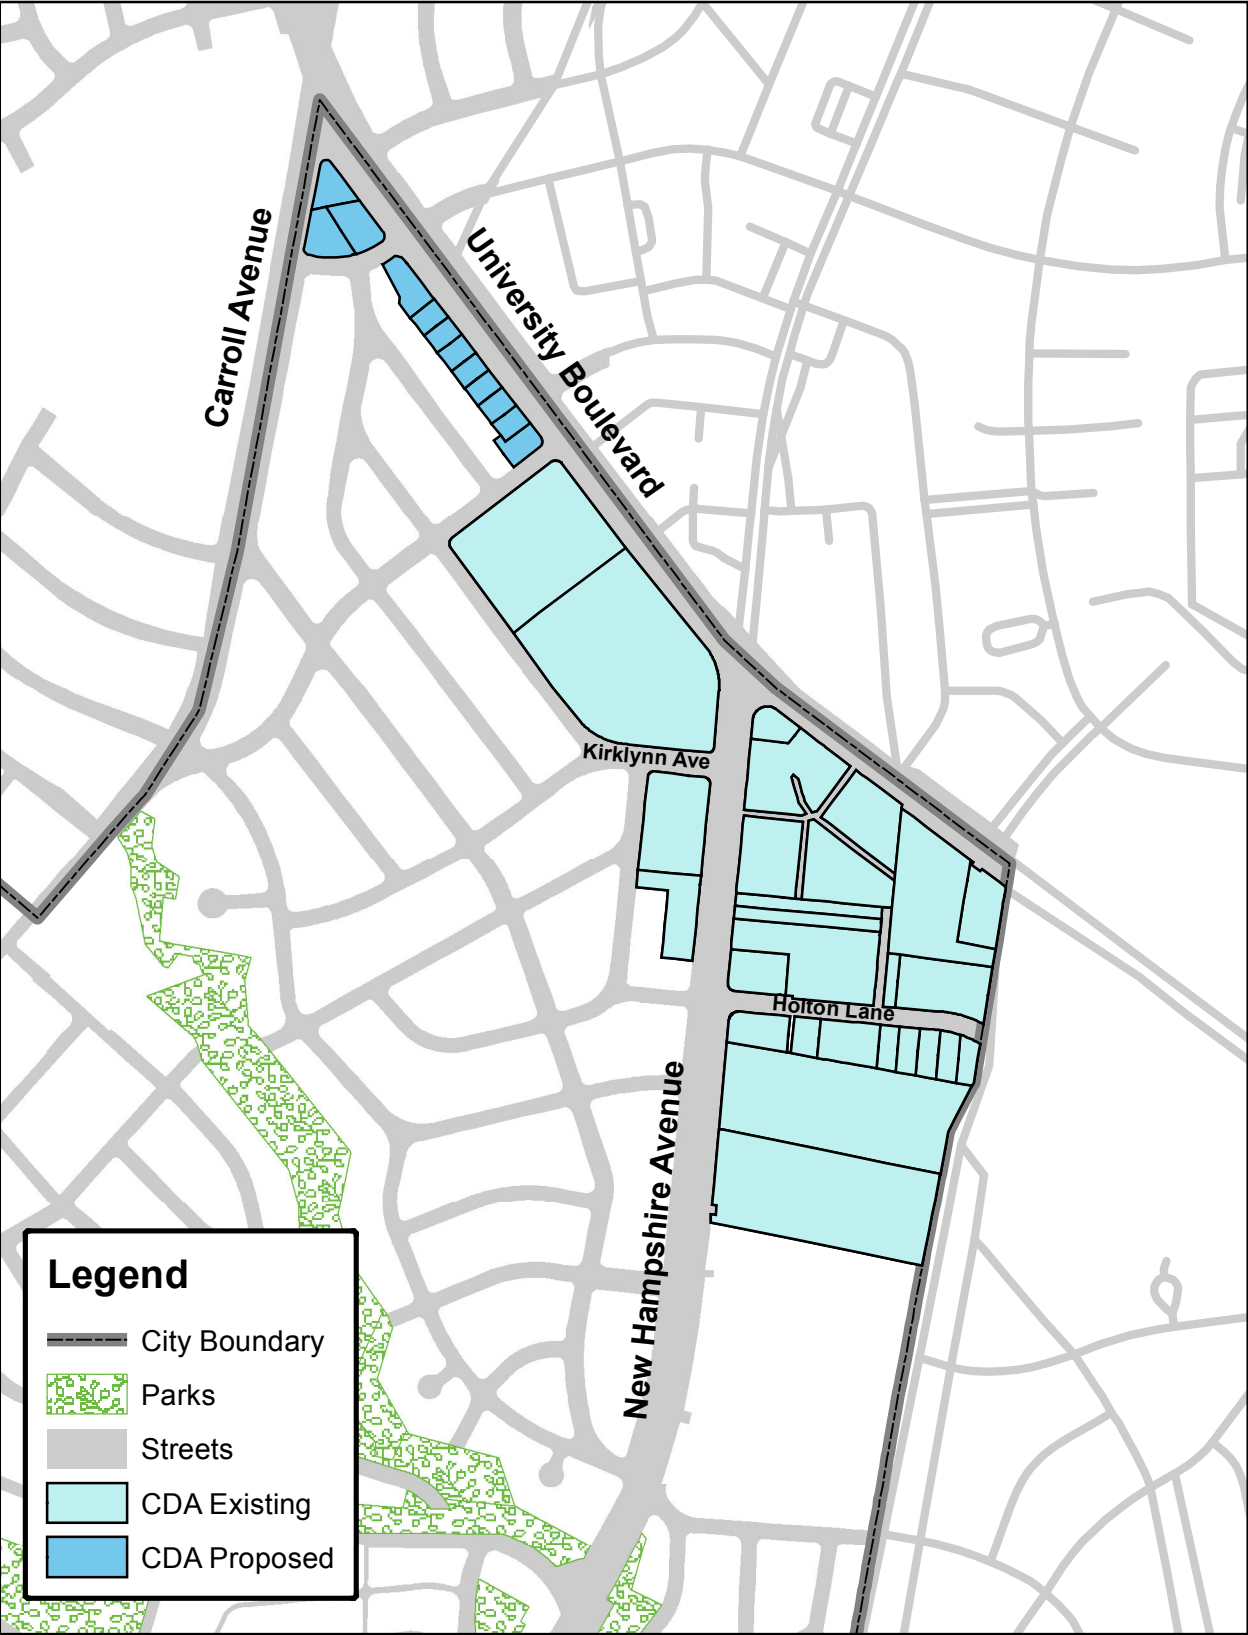 Carroll Avenue
University Boulevard
Kirklynn Ave
Holton Lane
New Hampshire Avenue
Legend
City Boundary
Parks
Streets
CDA Existing
CDA Proposed